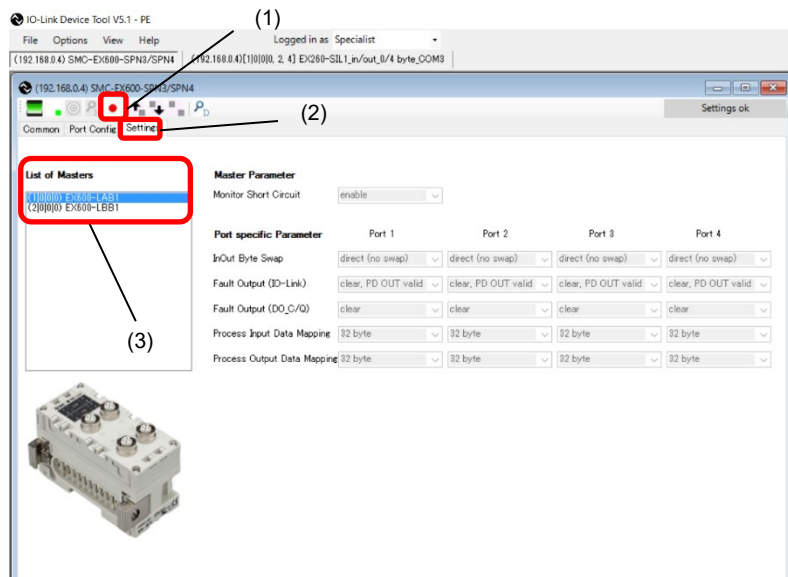 (1)
IO-Link Device Tool V5.1 - PE
File Options View Help Logged in as Specialist
(192.168.0.4) SMC-EX600-SPN3/SPN4 (192.168.0.4)[1|0|0|0, 2, 4] EX260-SIL1_in/out_0/4 byte_COM3
(192.168.0.4) SMC-EX600-SPN3/SPN4
Settings ok
(2)
Common Port Config Settings
List of Masters Master Parameter
(1|0|0|0) EX600-LAB1 Monitor Short Circuit enable
(2|0|0|0) EX600-LBB1
Port specific Parameter Port 1 Port 2 Port 3 Port 4
InOut Byte Swap direct (no swap) direct (no swap) direct (no swap) direct (no swap)
Fault Output (IO-Link) clear, PD OUT valid clear, PD OUT valid clear, PD OUT valid clear, PD OUT valid
Fault Output (DO_C/Q) clear clear clear clear
Process Input Data Mapping 32 byte 32 byte 32 byte 32 byte
(3)
Process Output Data Mapping 32 byte 32 byte 32 byte 32 byte